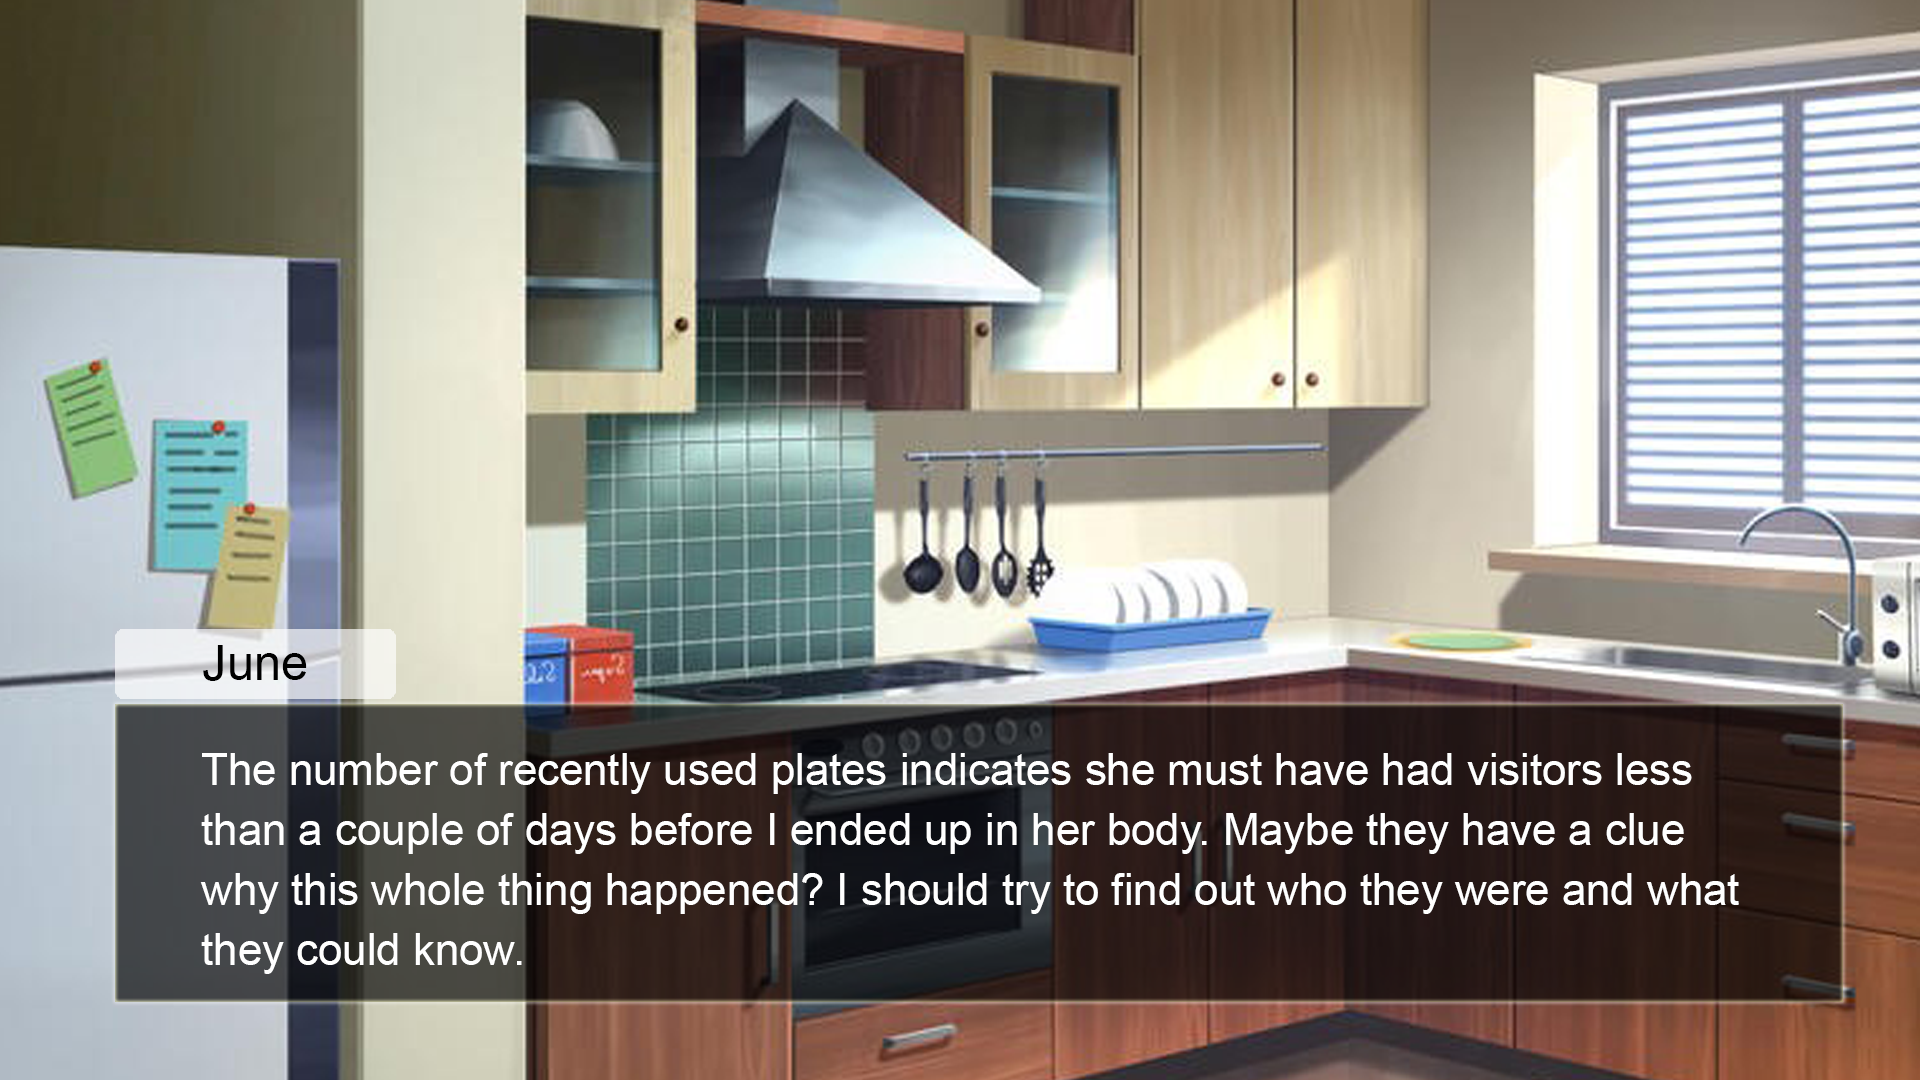 June
The number of recently used plates indicates she must have had visitors less
than a couple of days before I ended up in her body. Maybe they have a clue
why this whole thing happened? I should try to find out who they were and what
they could know.